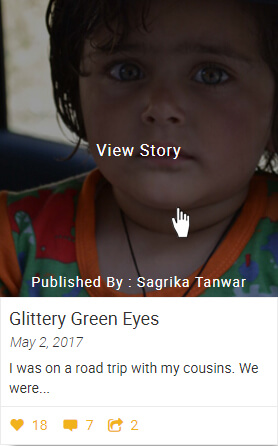 View Story
Published By : Sagrika Tanwar
Glittery Green Eyes
May 2, 2017
I was on a road trip with my cousins. We
were...
18 7 2